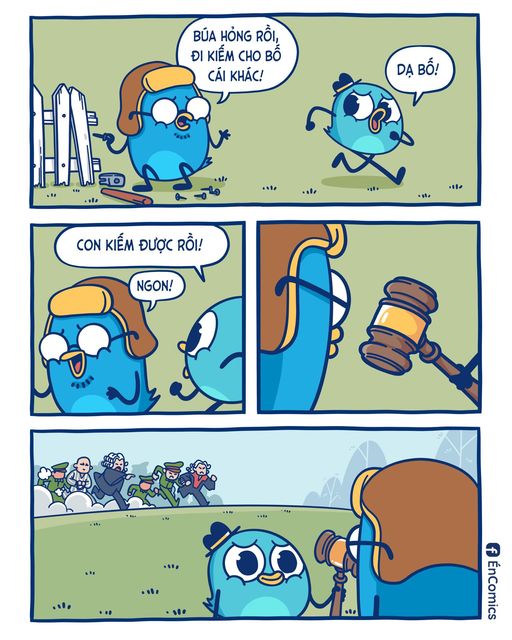 BÚA HỎNG RỒI,
ĐI KIẾM CHO BỐ
CÁI KHÁC!
DẠ BỐ!
CON KIẾM ĐƯỢC RỒI!
NGON!
ÉnComics